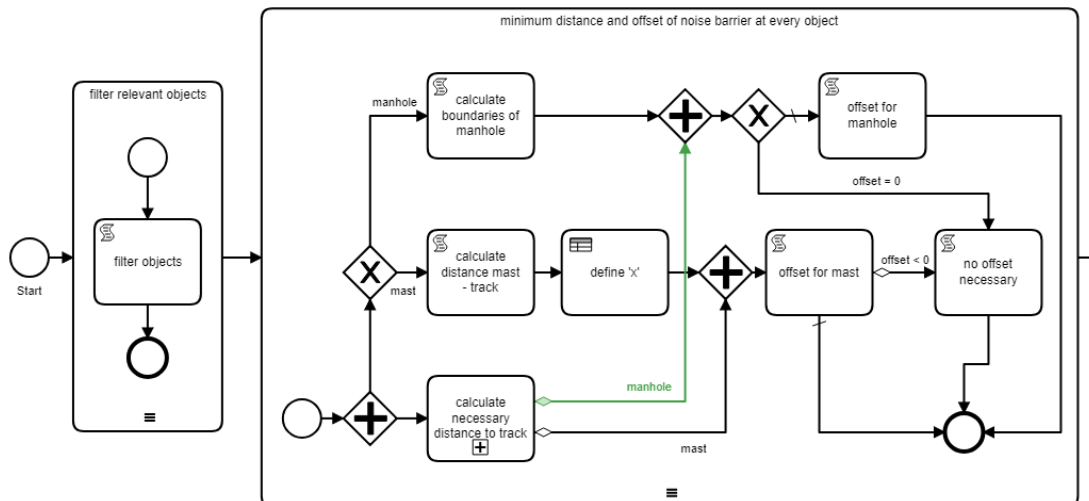 minimum distance and offset of noise barrier at every object
filter relevant objects
filter objects
Start
manhole
calculate
boundaries of
manhole
offset for
manhole
offset = 0
mast
calculate
distance mast
- track
define 'x'
offset for mast
offset < 0
no offset
necessary
calculate
necessary
distance to track
manhole
mast